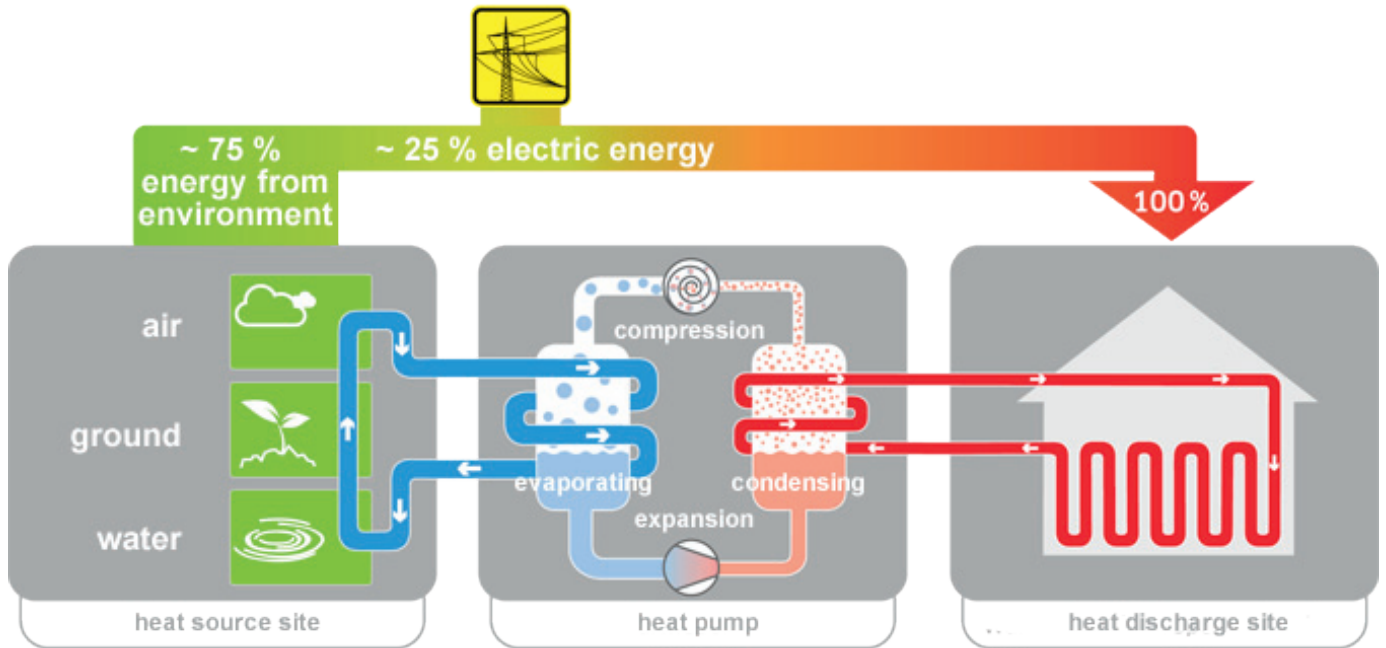 ~ 75 %
energy from
environment
~ 25 % electric energy
100 %
air
ground
water
compression
evaporating
condensing
expansion
heat source site
heat pump
heat discharge site